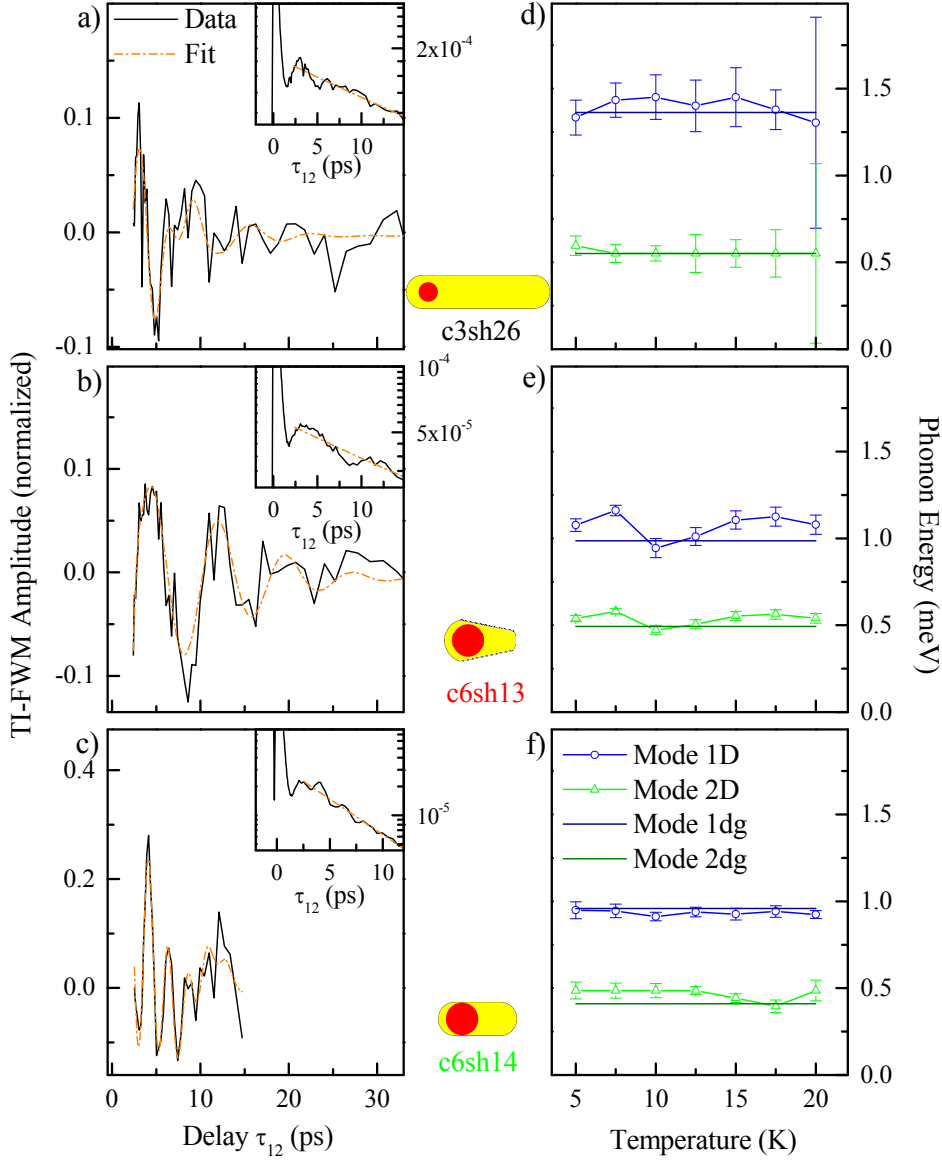 a)
Data
Fit
2x10⁻⁴
0 5 10
τ₁₂ (ps)
0.1
0.0
-0.1
c3sh26
d)
1.5
1.0
0.5
0.0
b)
10⁻⁴
5x10⁻⁵
0 5 10
τ₁₂ (ps)
0.1
0.0
-0.1
c6sh13
e)
1.5
1.0
0.5
0.0
TI-FWM Amplitude (normalized)
Phonon Energy (meV)
c)
10⁻⁵
0 5 10
τ₁₂ (ps)
0.4
0.2
0.0
c6sh14
f)
Mode 1D
Mode 2D
Mode 1dg
Mode 2dg
1.5
1.0
0.5
0.0
0 10 20 30
Delay τ₁₂ (ps)
5 10 15 20
Temperature (K)